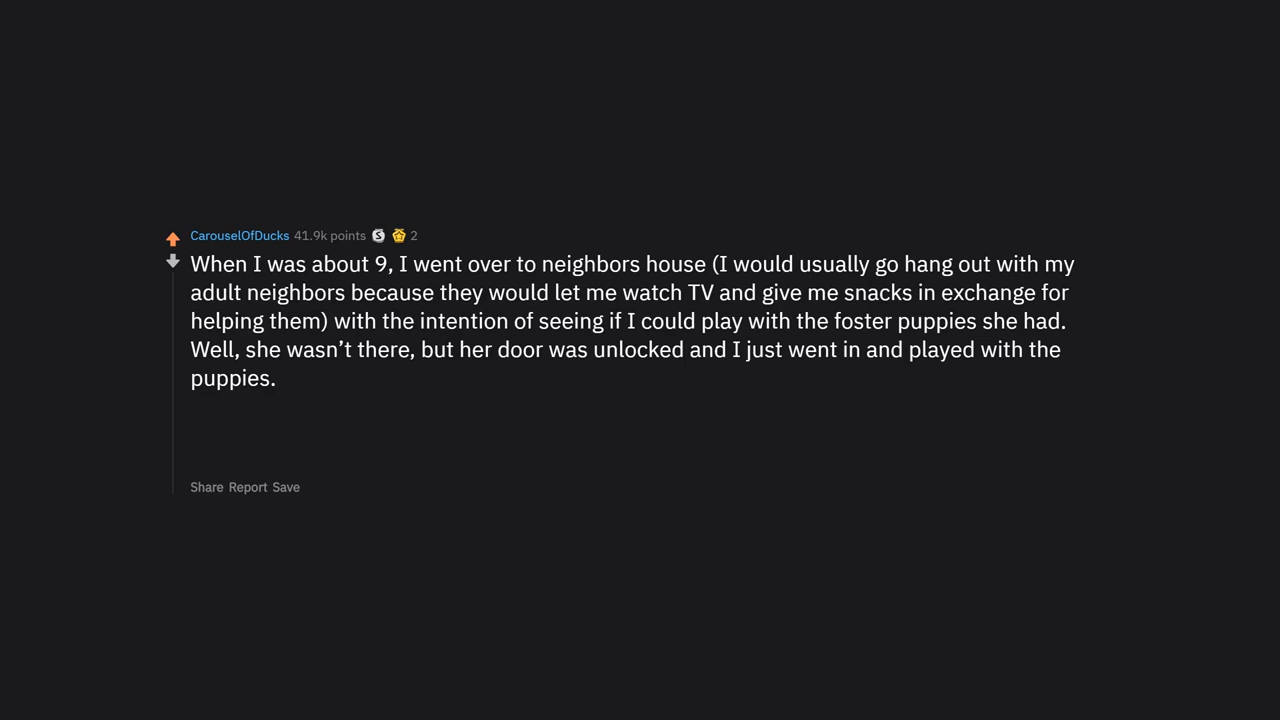 CarouselOfDucks 41.9k points 2
When I was about 9, I went over to neighbors house (I would usually go hang out with my
adult neighbors because they would let me watch TV and give me snacks in exchange for
helping them) with the intention of seeing if I could play with the foster puppies she had.
Well, she wasn’t there, but her door was unlocked and I just went in and played with the
puppies.
Share Report Save